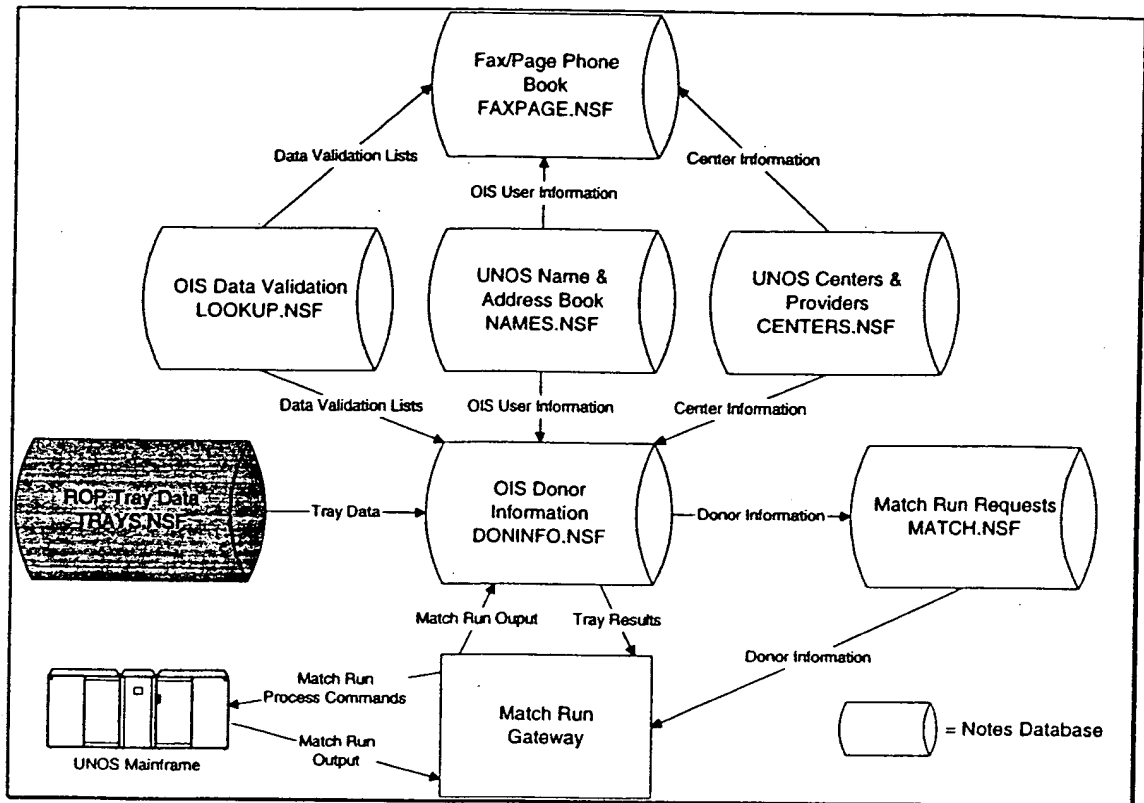 Fax/Page Phone
Book
FAXPAGE.NSF
Data Validation Lists
Center Information
OIS User Information
OIS Data Validation
LOOKUP.NSF
UNOS Name &
Address Book
NAMES.NSF
UNOS Centers &
Providers
CENTERS.NSF
Data Validation Lists
OIS User Information
Center Information
ROP Tray Data
TRAYS.NSF
Tray Data
OIS Donor
Information
DONINFO.NSF
Donor Information
Match Run Requests
MATCH.NSF
Match Run Ouput
Tray Results
Donor Information
Match Run
Process Commands
Match Run
Gateway
= Notes Database
Match Run
Output
UNOS Mainframe